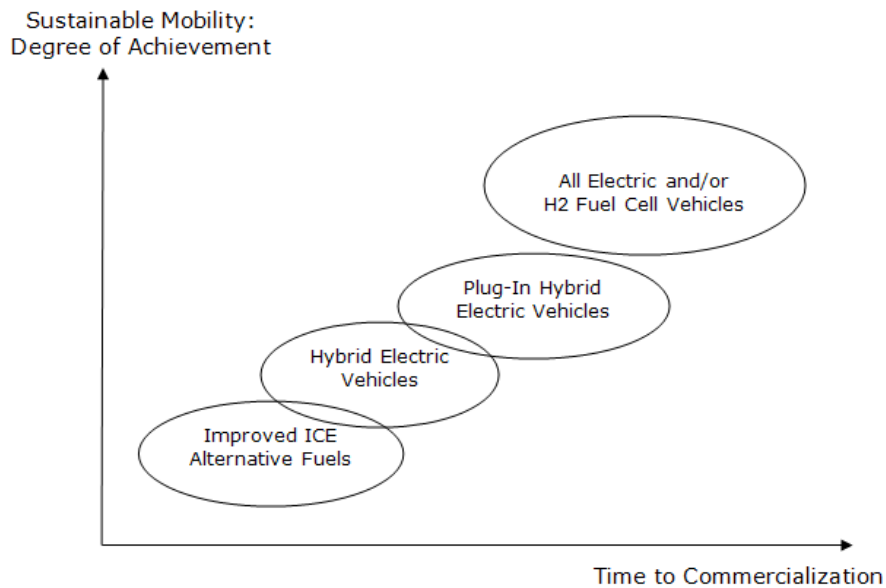 Sustainable Mobility:
Degree of Achievement
All Electric and/or
H2 Fuel Cell Vehicles
Plug-In Hybrid
Electric Vehicles
Hybrid Electric
Vehicles
Improved ICE
Alternative Fuels
Time to Commercialization